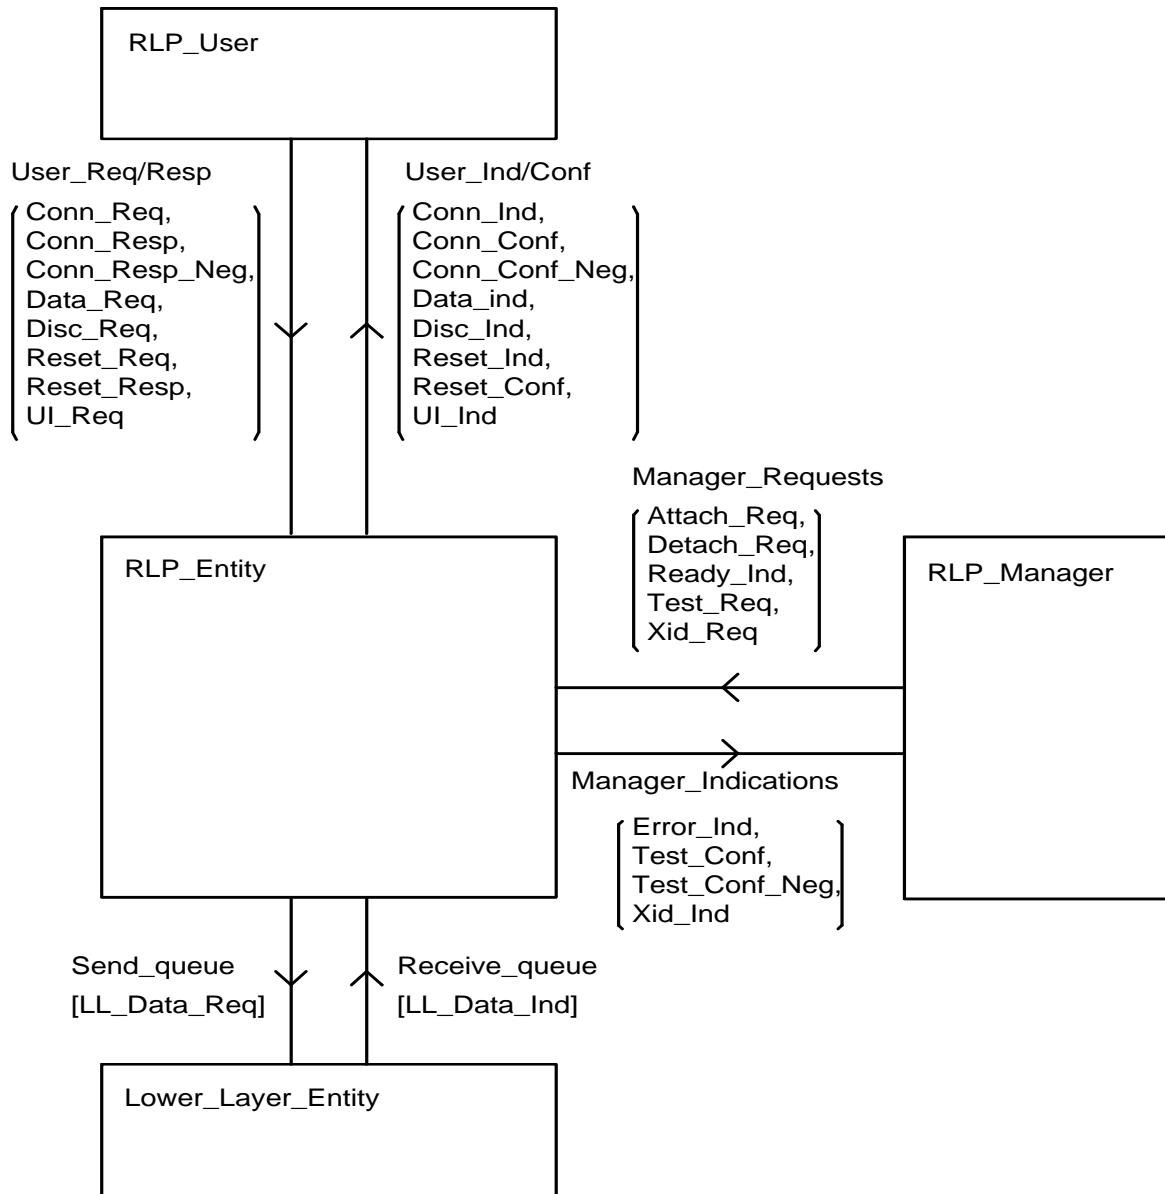 RLP_User
User_Req/Resp
Conn_Req,
Conn_Resp,
Conn_Resp_Neg,
Data_Req,
Disc_Req,
Reset_Req,
Reset_Resp,
UI_Req
User_Ind/Conf
Conn_Ind,
Conn_Conf,
Conn_Conf_Neg,
Data_ind,
Disc_Ind,
Reset_Ind,
Reset_Conf,
UI_Ind
Manager_Requests
Attach_Req,
Detach_Req,
Ready_Ind,
Test_Req,
Xid_Req
RLP_Entity
RLP_Manager
Manager_Indications
Error_Ind,
Test_Conf,
Test_Conf_Neg,
Xid_Ind
Send_queue
[LL_Data_Req]
Receive_queue
[LL_Data_Ind]
Lower_Layer_Entity